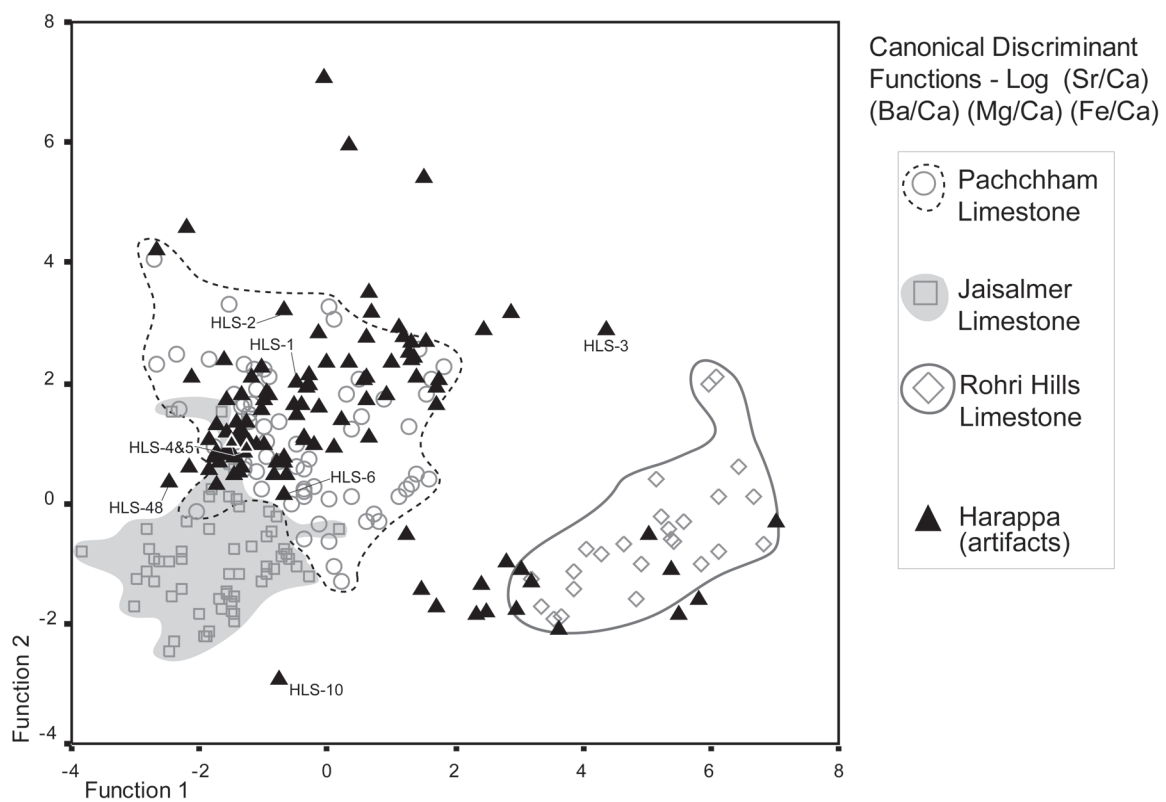 8
6
4
2
0
-2
-4
-4
-2
0
2
4
6
8
Function 2
Function 1
HLS-2
HLS-1
HLS-3
HLS-4&5
HLS-6
HLS-48
HLS-10
Canonical Discriminant
Functions - Log (Sr/Ca)
(Ba/Ca) (Mg/Ca) (Fe/Ca)
Pachchham
Limestone
Jaisalmer
Limestone
Rohri Hills
Limestone
Harappa
(artifacts)